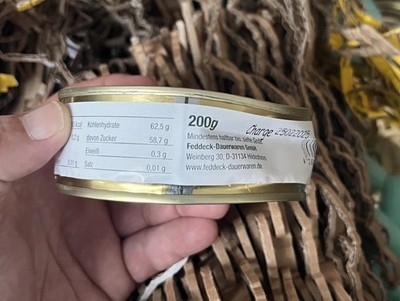 kcal Kohlenhydrate 62,5 g
davon Zucker 58,7 g
Eiweiß 0,3 g
Salz 0,01 g
200g
Mindestens haltbar bis: siehe
Feddeck-Dauerwaren GmbH,
Weinberg 30, D-31134 Hildesheim,
www.feddeck-dauerwaren.de
Charge